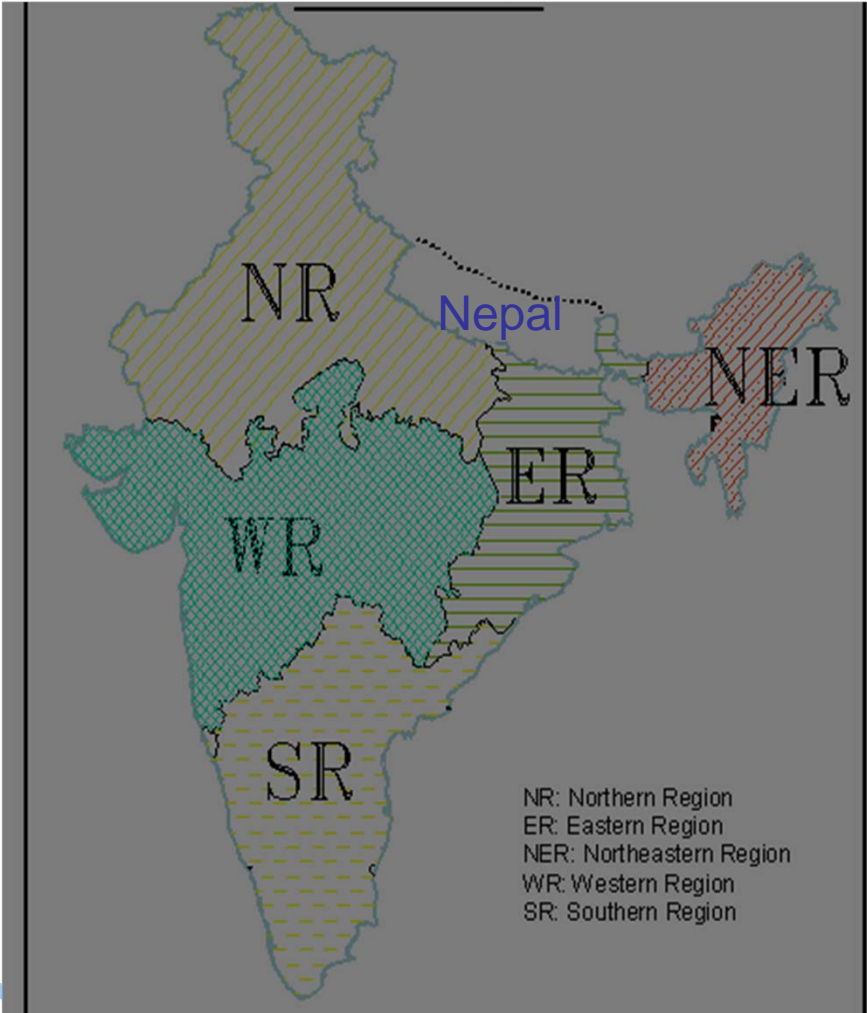 NR
Nepal
NER
ER
WR
SR
NR: Northern Region
ER: Eastern Region
NER: Northeastern Region
WR: Western Region
SR: Southern Region